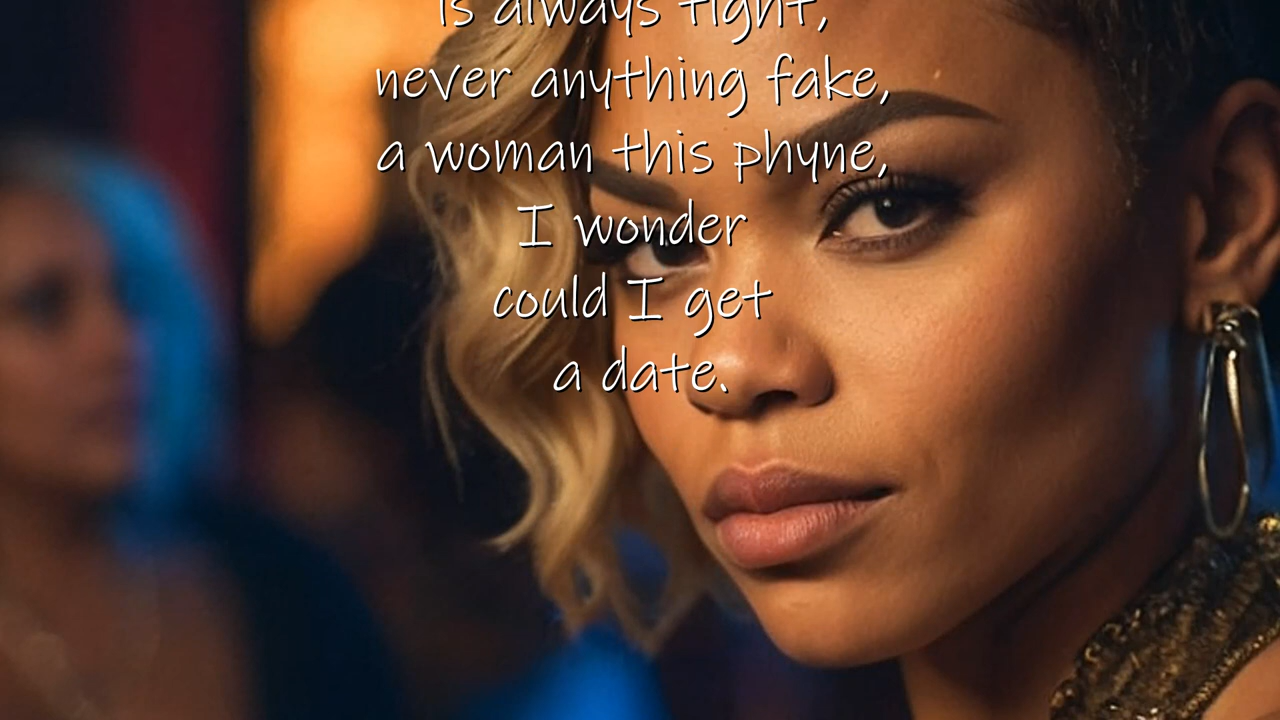 is always tight,
never anything fake,
a woman this phyne,
I wonder
could I get
a date.